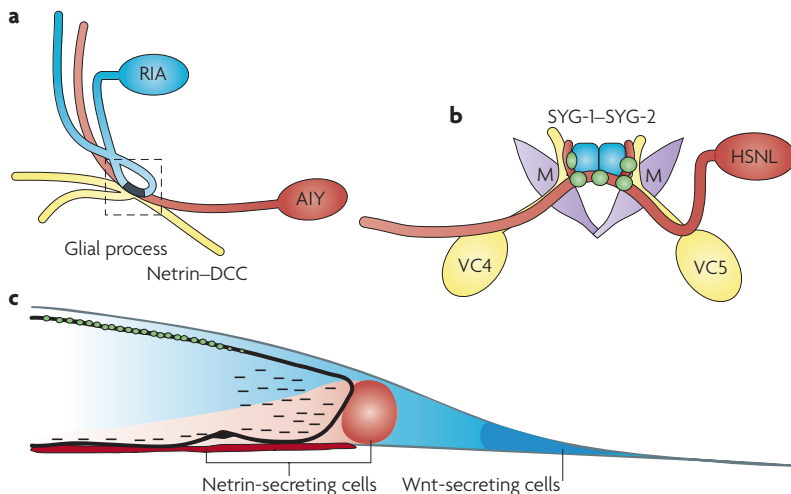 a
RIA
AIY
Glial process
Netrin–DCC
b
SYG-1–SYG-2
M
M
HSNL
VC4
VC5
c
Netrin-secreting cells
Wnt-secreting cells